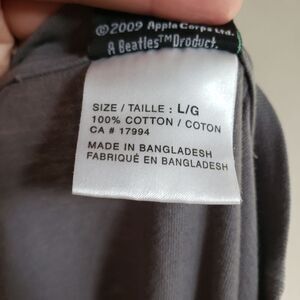 ©2009 Apple Corps Ltd.
A Beatles™ Product.
SIZE / TAILLE : L/G
100% COTTON / COTON
CA # 17994
MADE IN BANGLADESH
FABRIQUÉ EN BANGLADESH